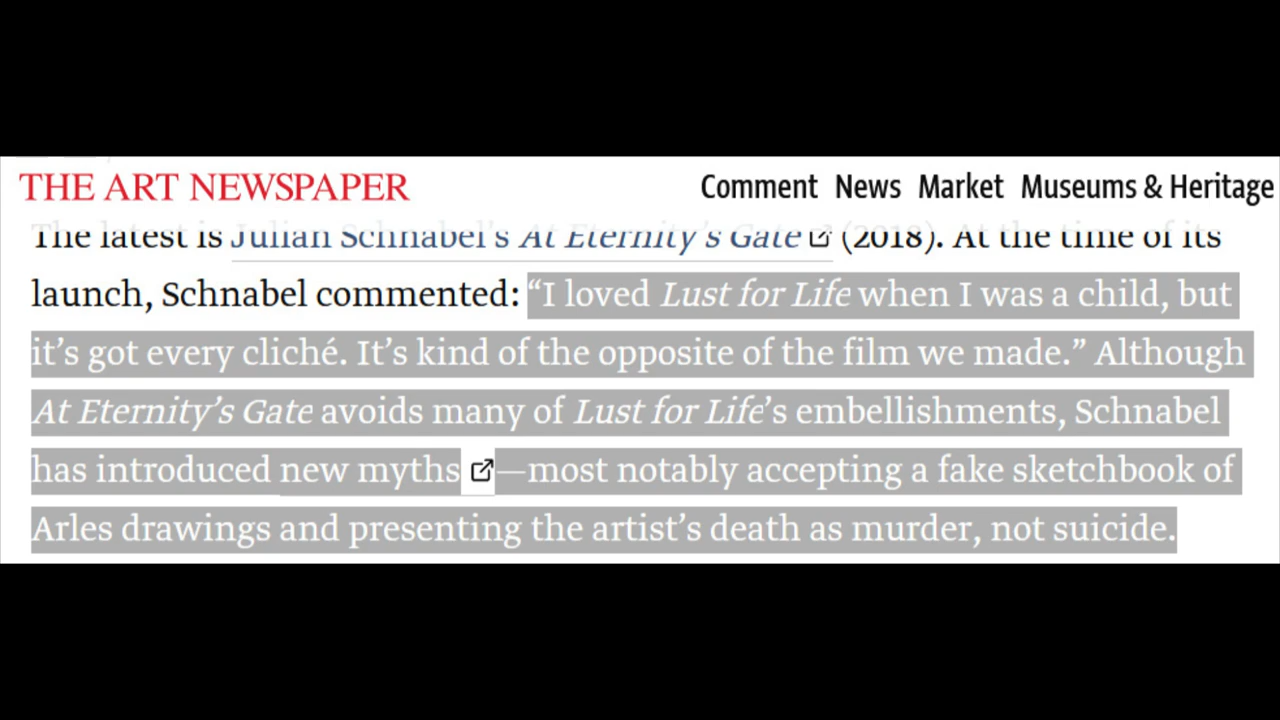 THE ART NEWSPAPER
Comment News Market Museums & Heritage
The latest is Julian Schnabel’s At Eternity’s Gate (2018). At the time of its
launch, Schnabel commented: “I loved Lust for Life when I was a child, but
it’s got every cliché. It’s kind of the opposite of the film we made.” Although
At Eternity’s Gate avoids many of Lust for Life’s embellishments, Schnabel
has introduced new myths—most notably accepting a fake sketchbook of
Arles drawings and presenting the artist’s death as murder, not suicide.